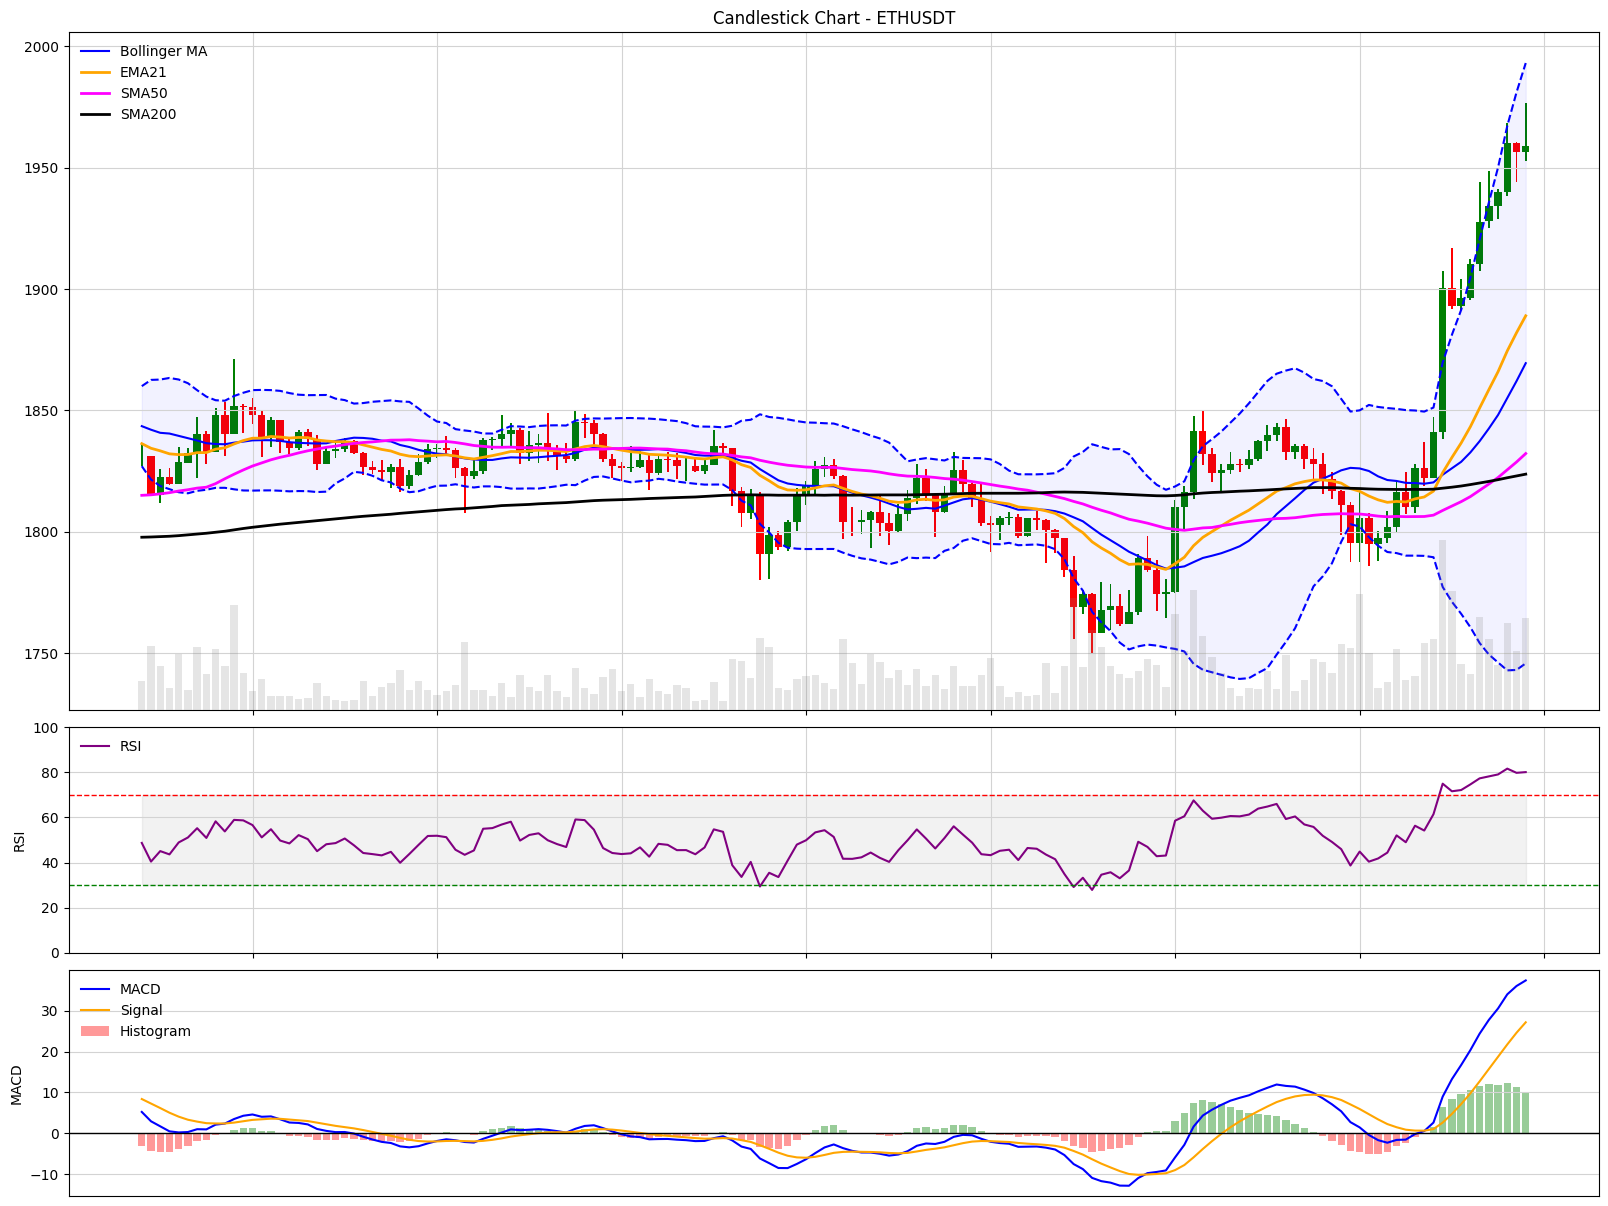 Candlestick Chart - ETHUSDT
2000
1950
1900
1850
1800
1750
Bollinger MA
EMA21
SMA50
SMA200
100
80
60
40
20
0
RSI
RSI
30
20
10
0
−10
MACD
MACD
Signal
Histogram